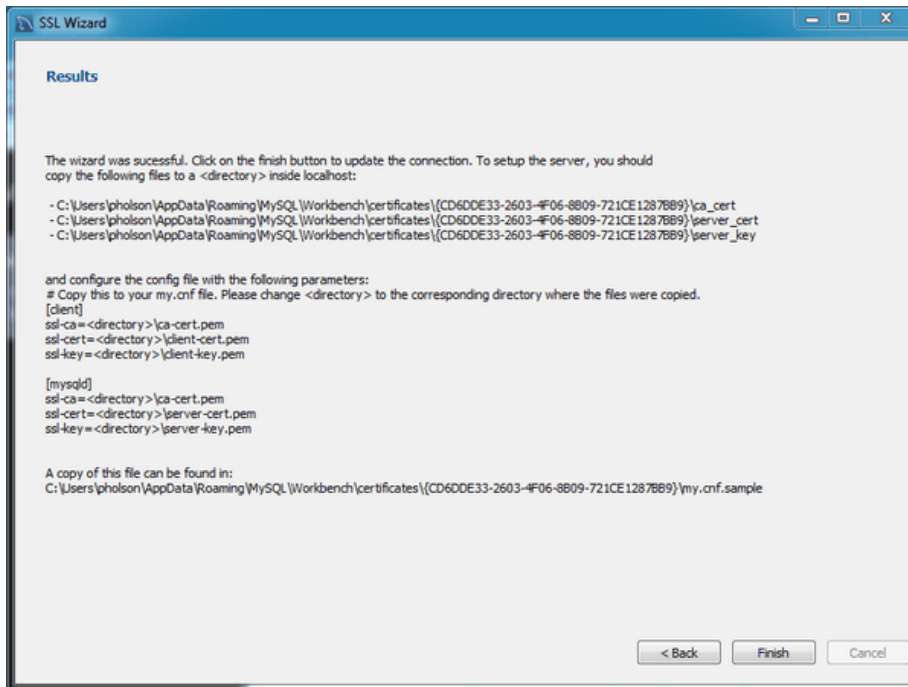 SSL Wizard
Results
The wizard was sucessful. Click on the finish button to update the connection. To setup the server, you should
copy the following files to a <directory> inside localhost:
- C:\Users\pholson\AppData\Roaming\MySQL\Workbench\certificates\{CD6DDE33-2603-4F06-8B09-721CE1287BB9}\ca_cert
- C:\Users\pholson\AppData\Roaming\MySQL\Workbench\certificates\{CD6DDE33-2603-4F06-8B09-721CE1287BB9}\server_cert
- C:\Users\pholson\AppData\Roaming\MySQL\Workbench\certificates\{CD6DDE33-2603-4F06-8B09-721CE1287BB9}\server_key
and configure the config file with the following parameters:
# Copy this to your my.cnf file. Please change <directory> to the corresponding directory where the files were copied.
[client]
ssl-ca=<directory>\ca-cert.pem
ssl-cert=<directory>\client-cert.pem
ssl-key=<directory>\client-key.pem
[mysqld]
ssl-ca=<directory>\ca-cert.pem
ssl-cert=<directory>\server-cert.pem
ssl-key=<directory>\server-key.pem
A copy of this file can be found in:
C:\Users\pholson\AppData\Roaming\MySQL\Workbench\certificates\{CD6DDE33-2603-4F06-8B09-721CE1287BB9}\my.cnf.sample
< Back Finish Cancel